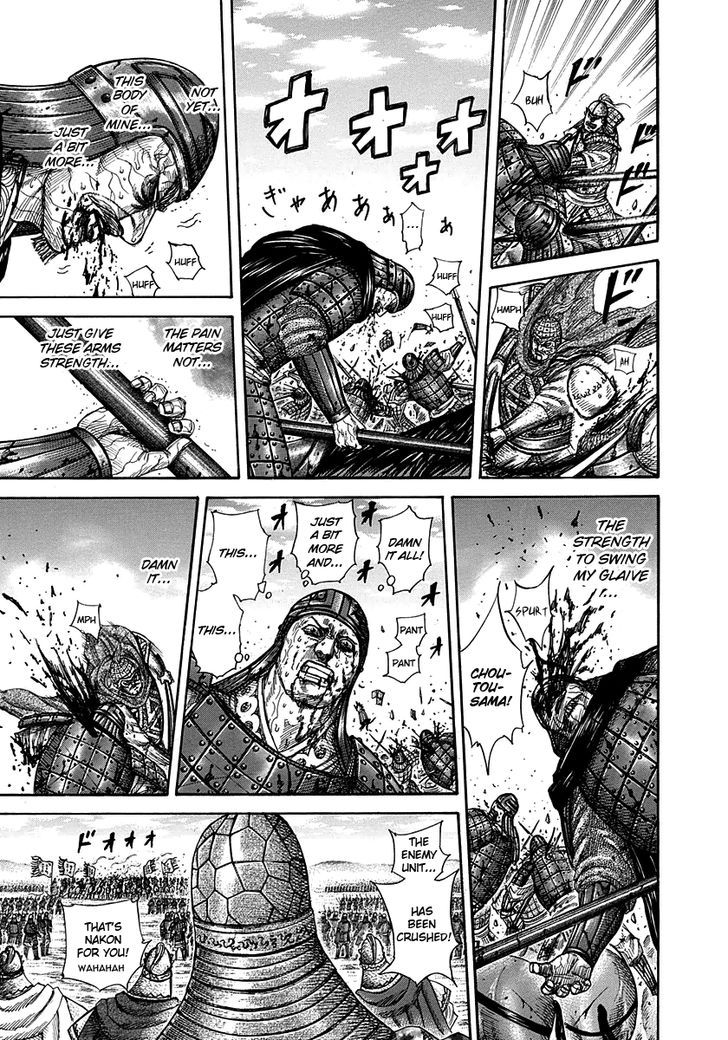 BUH
ドド
HMPH
AH
ド
オオオオ
ぎゃあああぁ
...
HUFF
HUFF
NOT
YET...
THIS
BODY
OF
MINE...
JUST
A BIT
MORE...
HUFF
HUFF
THE PAIN
MATTERS
NOT...
JUST GIVE
THESE ARMS
STRENGTH...
THE
STRENGTH
TO SWING
MY GLAIVE
...
SPURT
CHOU-
TOU-
SAMA!
DAMN
IT ALL!
JUST
A BIT
MORE
AND...
THIS...
THIS...
PANT
PANT
オオオオオ
DAMN
IT...
MPH
THE
ENEMY
UNIT...
HAS
BEEN
CRUSHED!
ドオオオ
THAT'S
NAKON
FOR YOU!
WAHAHAH